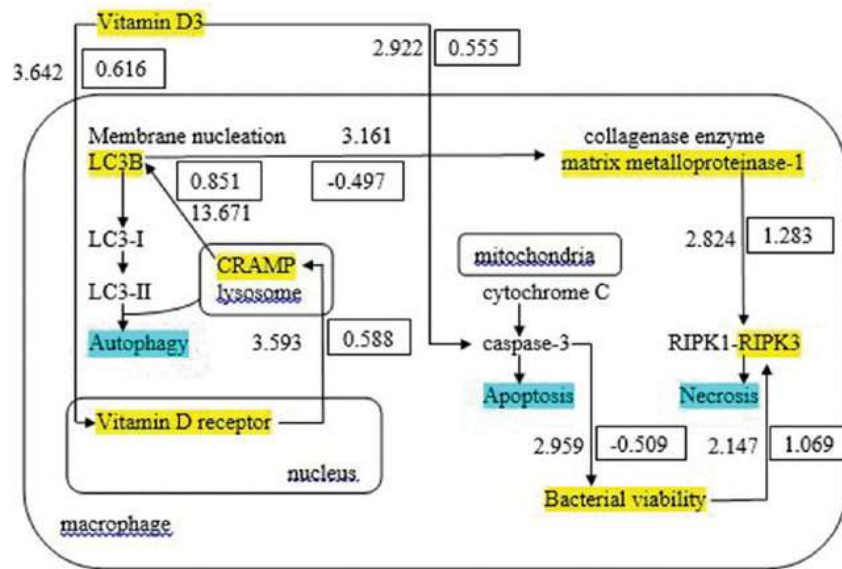 Vitamin D3
2.922 0.555
3.642 0.616
Membrane nucleation 3.161 collagenase enzyme
LC3B matrix metalloproteinase-1
0.851 -0.497
13.671
LC3-I 2.824 1.283
mitochondria
CRAMP
LC3-II lysosome cytochrome C
Autophagy 3.593 0.588 caspase-3 RIPK1-RIPK3
Apoptosis Necrosis
Vitamin D receptor
2.959 -0.509 2.147 1.069
nucleus
Bacterial viability
macrophage